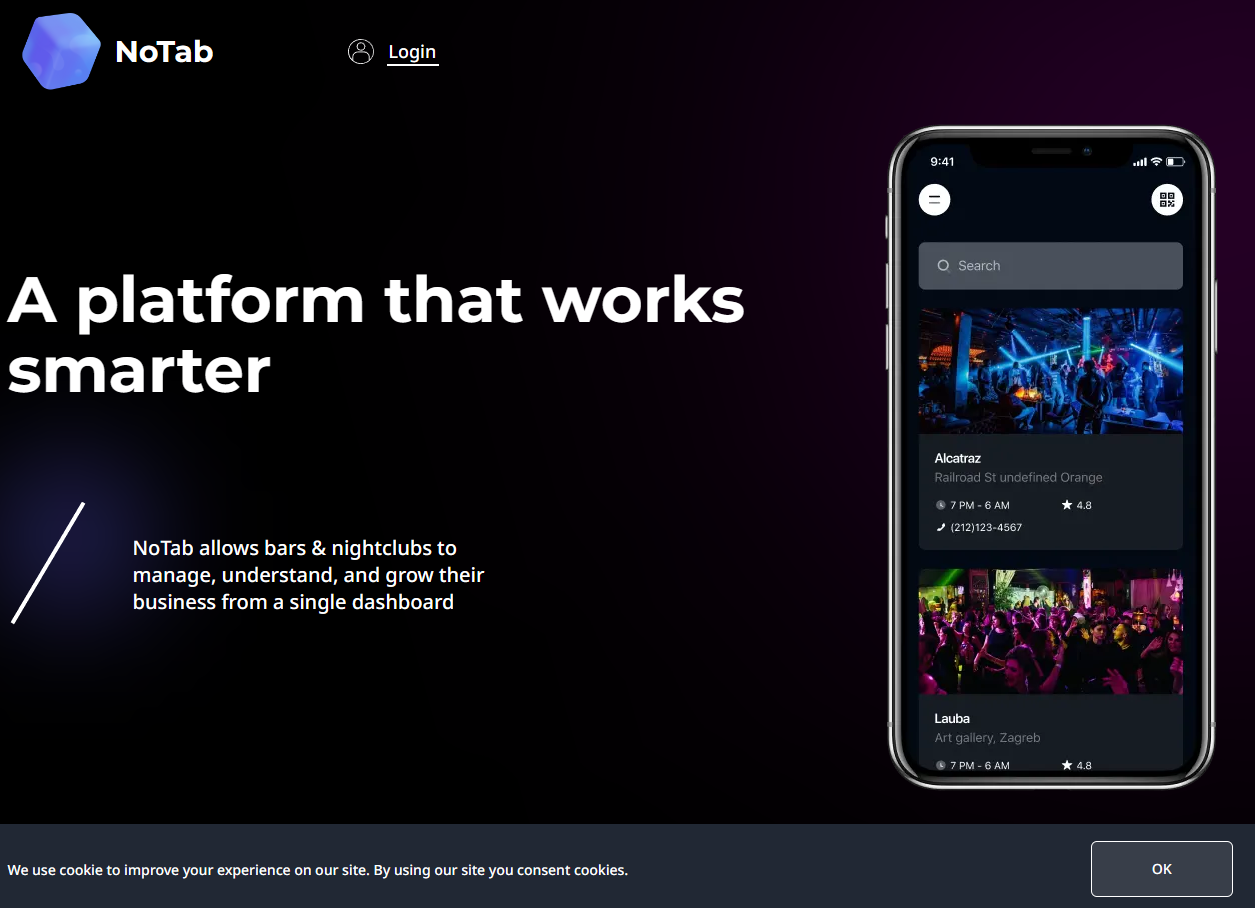 NoTab
Login
A platform that works
smarter
NoTab allows bars & nightclubs to
manage, understand, and grow their
business from a single dashboard
9:41
Search
Alcatraz
Railroad St undefined Orange
7 PM - 6 AM
4.8
(212)123-4567
Lauba
Art gallery, Zagreb
7 PM - 6 AM
4.8
We use cookie to improve your experience on our site. By using our site you consent cookies.
OK